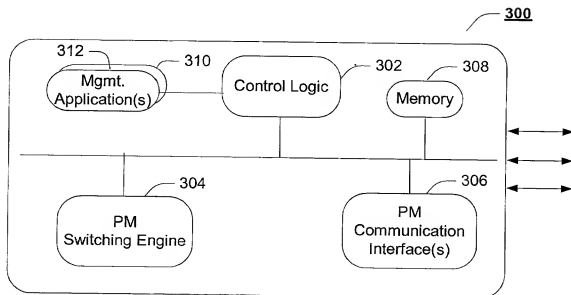 300
312
310
Mgmt.
Application(s)
Control Logic
302
308
Memory
304
PM
Switching Engine
306
PM
Communication
Interface(s)